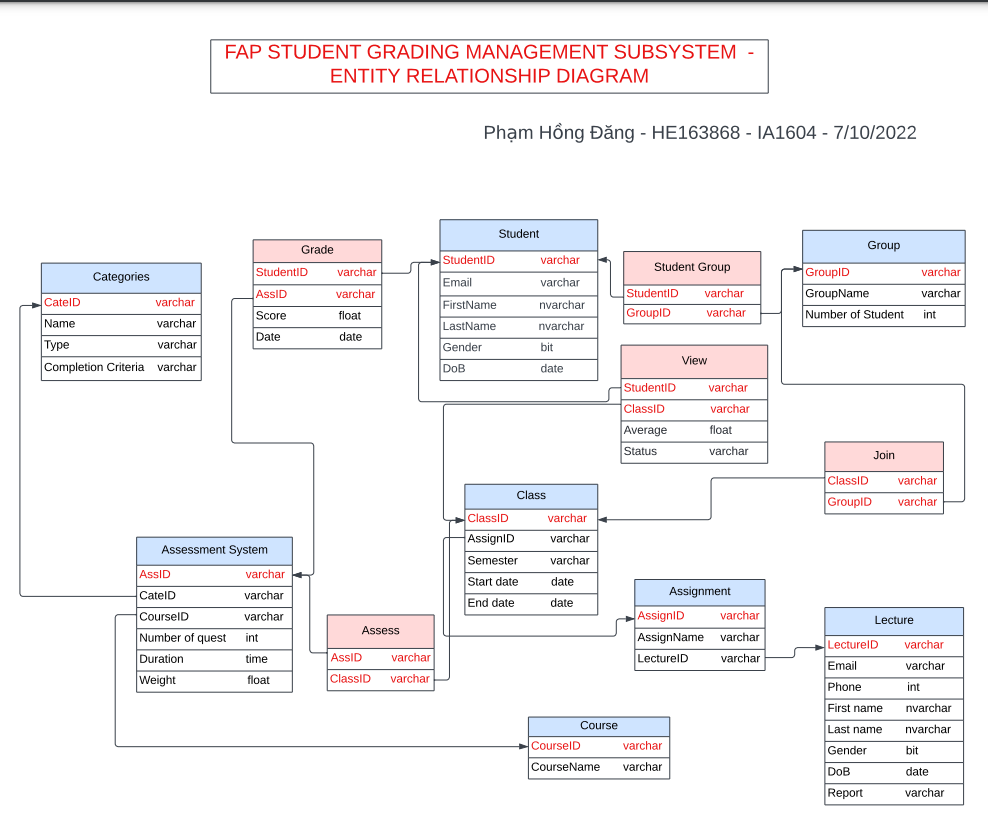 FAP STUDENT GRADING MANAGEMENT SUBSYSTEM -
ENTITY RELATIONSHIP DIAGRAM
Phạm Hồng Đăng - HE163868 - IA1604 - 7/10/2022
Categories
CateID varchar
Name varchar
Type varchar
Completion Criteria varchar
Grade
StudentID varchar
AssID varchar
Score float
Date date
Student
StudentID varchar
Email varchar
FirstName nvarchar
LastName nvarchar
Gender bit
DoB date
Student Group
StudentID varchar
GroupID varchar
Group
GroupID varchar
GroupName varchar
Number of Student int
View
StudentID varchar
ClassID varchar
Average float
Status varchar
Join
ClassID varchar
GroupID varchar
Class
ClassID varchar
AssignID varchar
Semester varchar
Start date date
End date date
Assessment System
AssID varchar
CateID varchar
CourseID varchar
Number of quest int
Duration time
Weight float
Assess
AssID varchar
ClassID varchar
Assignment
AssignID varchar
AssignName varchar
LectureID varchar
Lecture
LectureID varchar
Email varchar
Phone int
First name nvarchar
Last name nvarchar
Gender bit
DoB date
Report varchar
Course
CourseID varchar
CourseName varchar